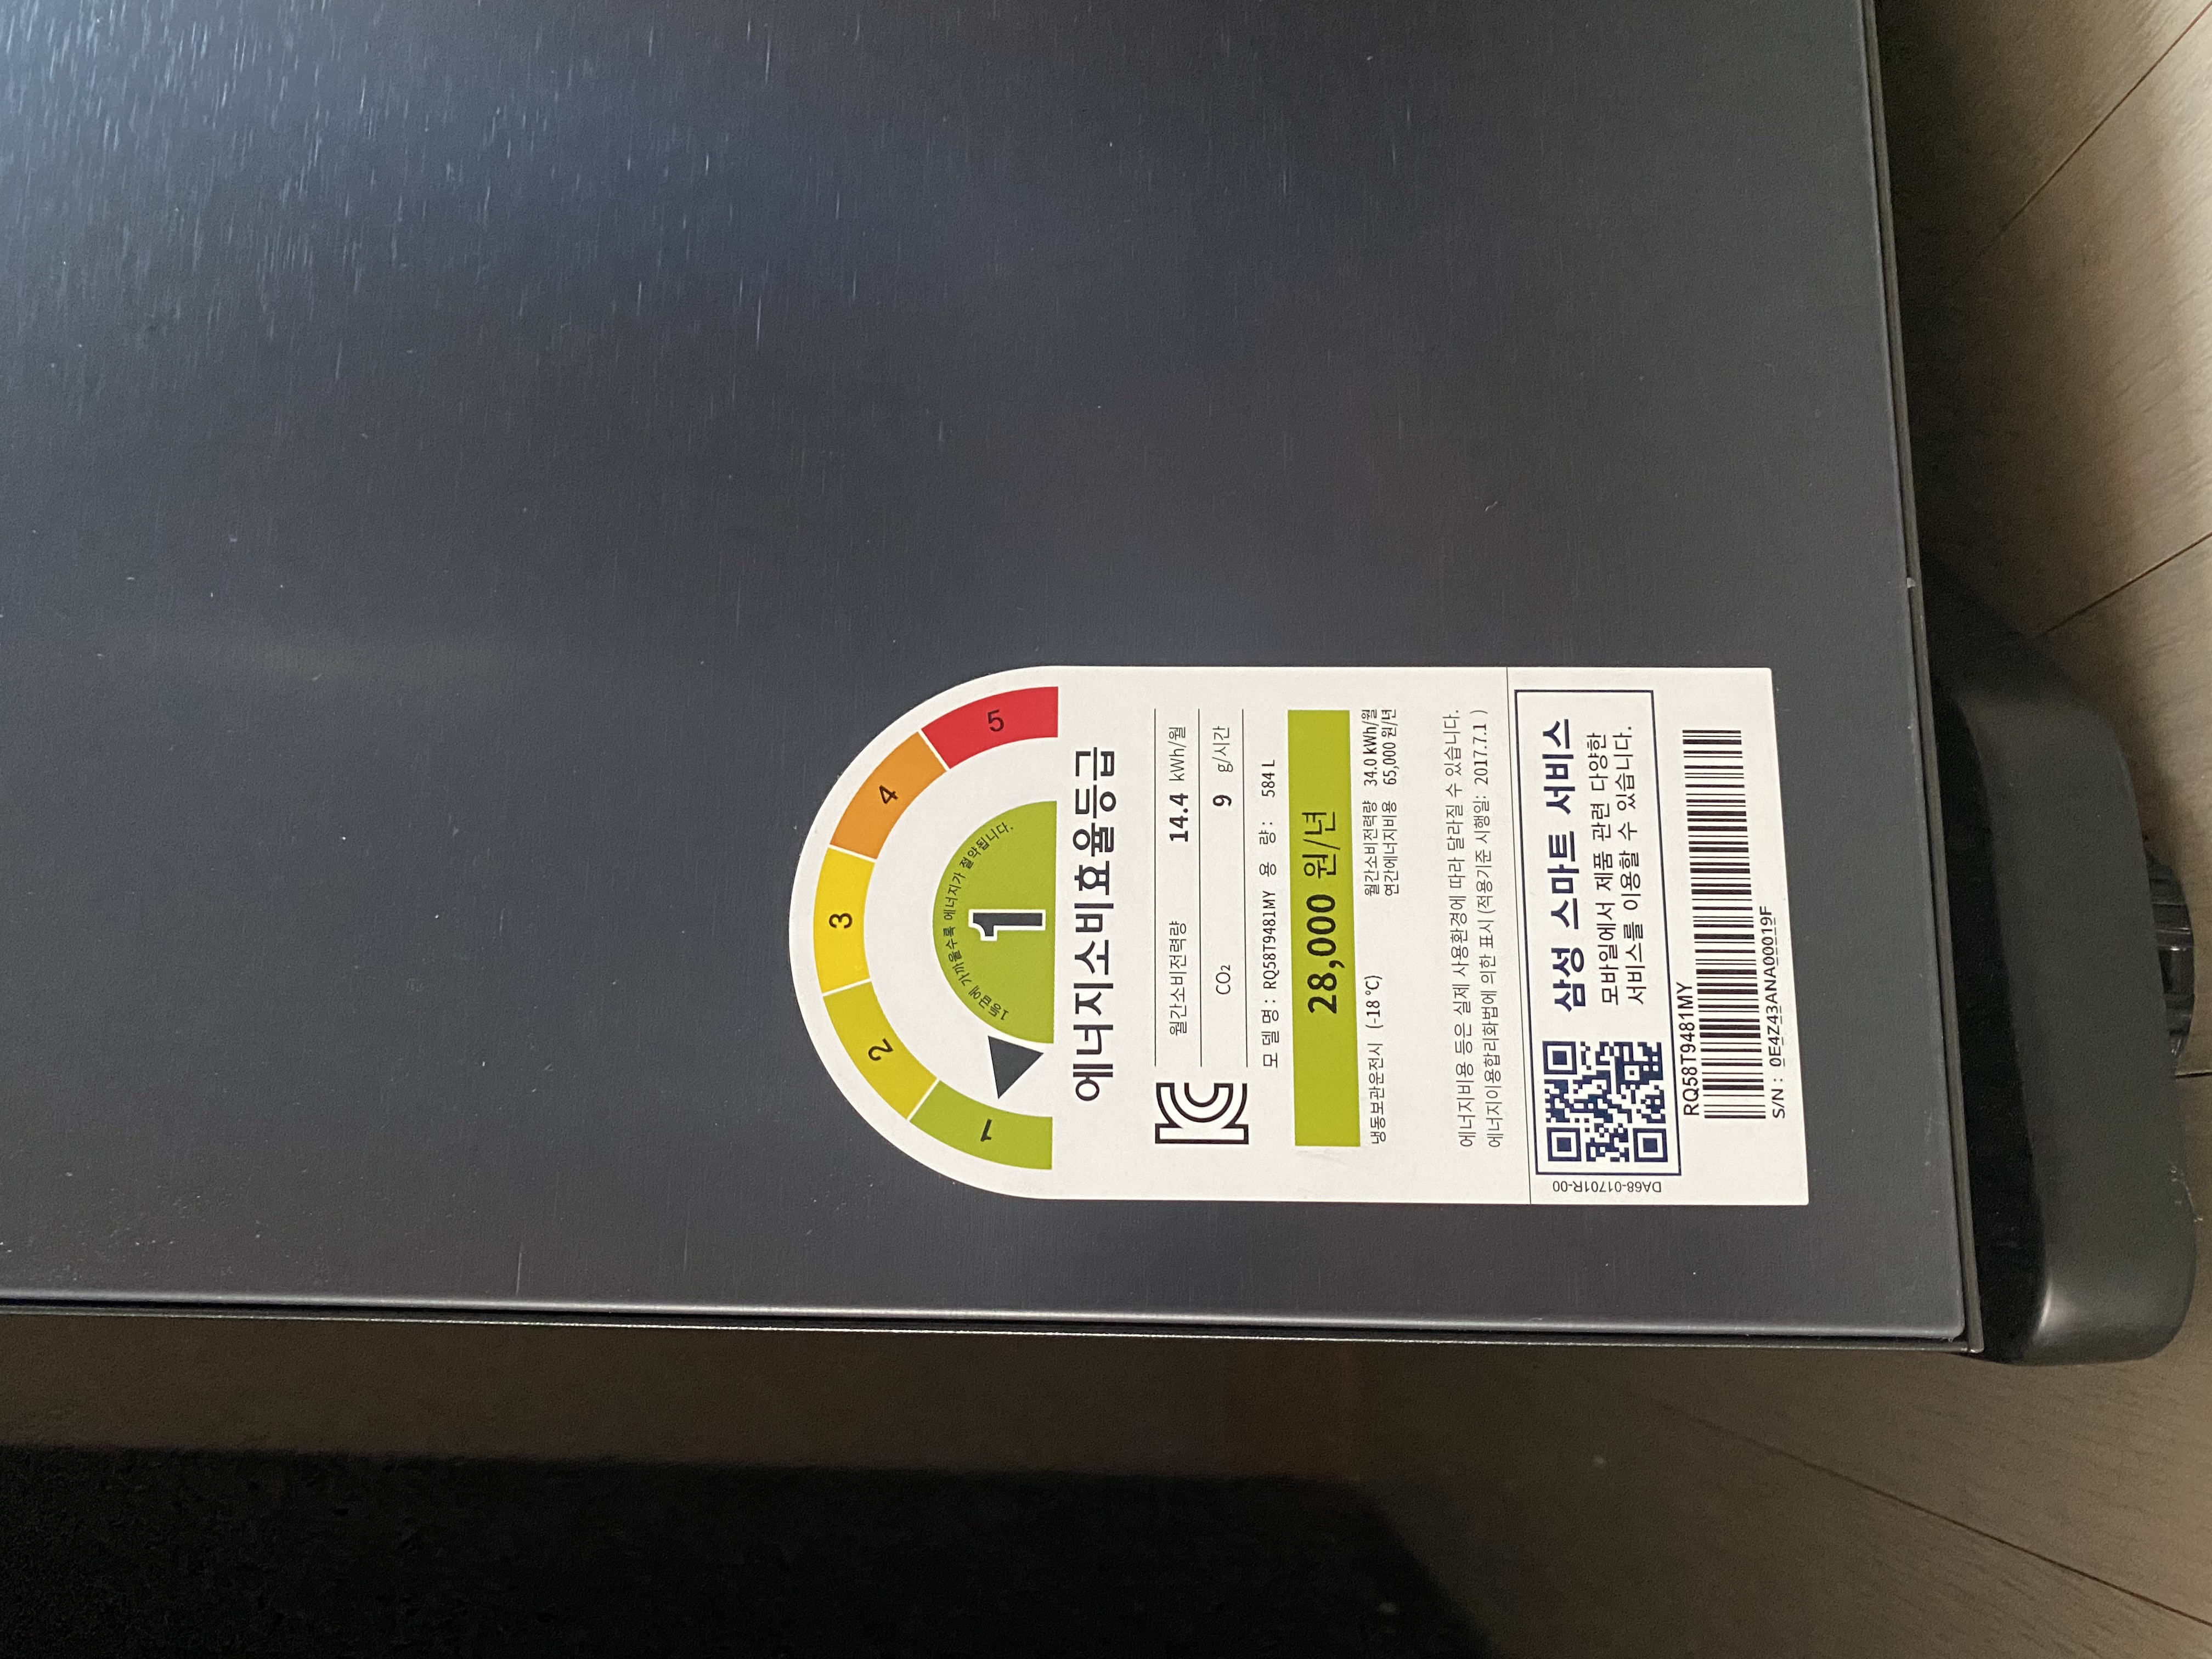 1 2 3 4 5
1등급에 가까울수록 에너지가 절약됩니다.
1
에너지소비효율등급
월간소비전력량 14.4 kWh/월
CO₂ 9 g/시간
모델명: RQ58T9481MY 용 량: 584 L
28,000 원/년
냉동보관운전시 (-18 ℃) 월간소비전력량 34.0 kWh/월
연간에너지비용 65,000 원/년
에너지비용 등은 실제 사용환경에 따라 달라질 수 있습니다.
에너지이용합리화법에 의한 표시 (적용기준 시행일: 2017.7.1 )
DA68-01701R-00
삼성 스마트 서비스
모바일에서 제품 관련 다양한
서비스를 이용할 수 있습니다.
RQ58T9481MY
S/N : 0E4Z43ANA00019F